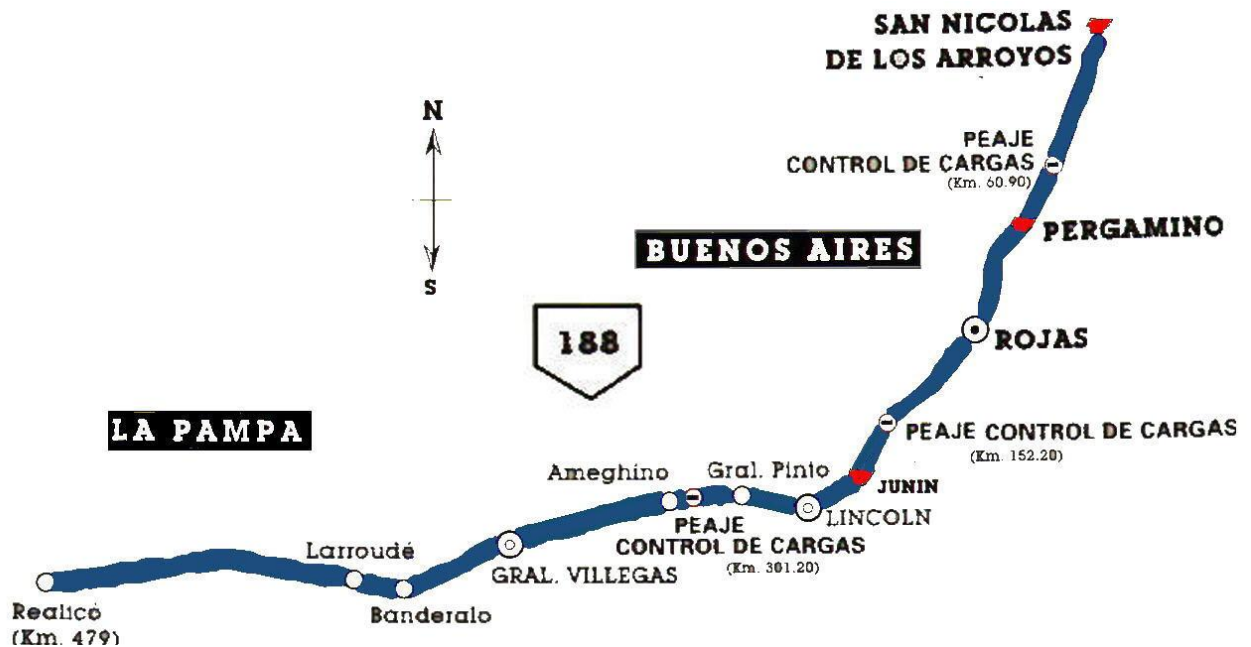 SAN NICOLAS
DE LOS ARROYOS
N
PEAJE
CONTROL DE CARGAS
(Km. 60.90)
PERGAMINO
BUENOS AIRES
S
188
ROJAS
LA PAMPA
PEAJE CONTROL DE CARGAS
(Km. 152.20)
Ameghino
Gral. Pinto
JUNIN
LINCOLN
PEAJE
CONTROL DE CARGAS
(Km. 301.20)
Larroudé
GRAL. VILLEGAS
Banderalo
Realicó
(Km. 479)